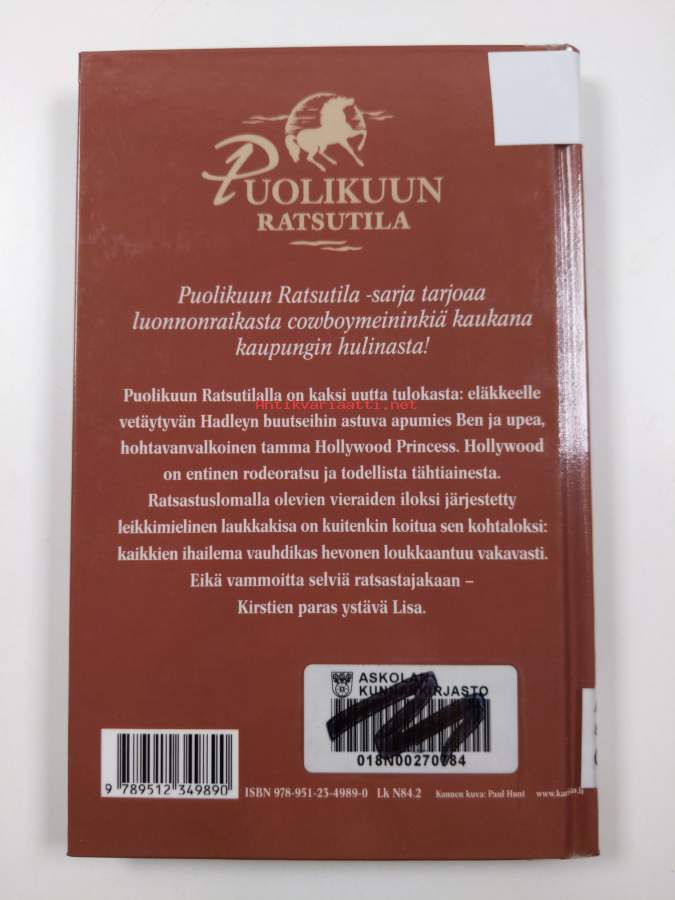 PUOLIKUUN
RATSUTILA
Puolikuun Ratsutila -sarja tarjoaa
luonnonraikasta cowboymeininkiä kaukana
kaupungin hulinasta!
Puolikuun Ratsutilalla on kaksi uutta tulokasta: eläkkeelle
Antikvariaatti.net
vetäytyvän Hadleyn buutseihin astuva apumies Ben ja upea,
hohtavanvalkoinen tamma Hollywood Princess. Hollywood
on entinen rodeoratsu ja todellista tähtiainesta.
Ratsastuslomalla olevien vieraiden iloksi järjestetty
leikkimielinen laukkakisa on kuitenkin koitua sen kohtaloksi:
kaikkien ihailema vauhdikas hevonen loukkaantuu vakavasti.
Eikä vammoitta selviä ratsastajakaan –
Kirstien paras ystävä Lisa.
ASKOLAN
KUNNANKIRJASTO
018N00270784
9 789512 349890
ISBN 978-951-23-4989-0 Lk N84.2 Kannen kuva: Paul Hunt